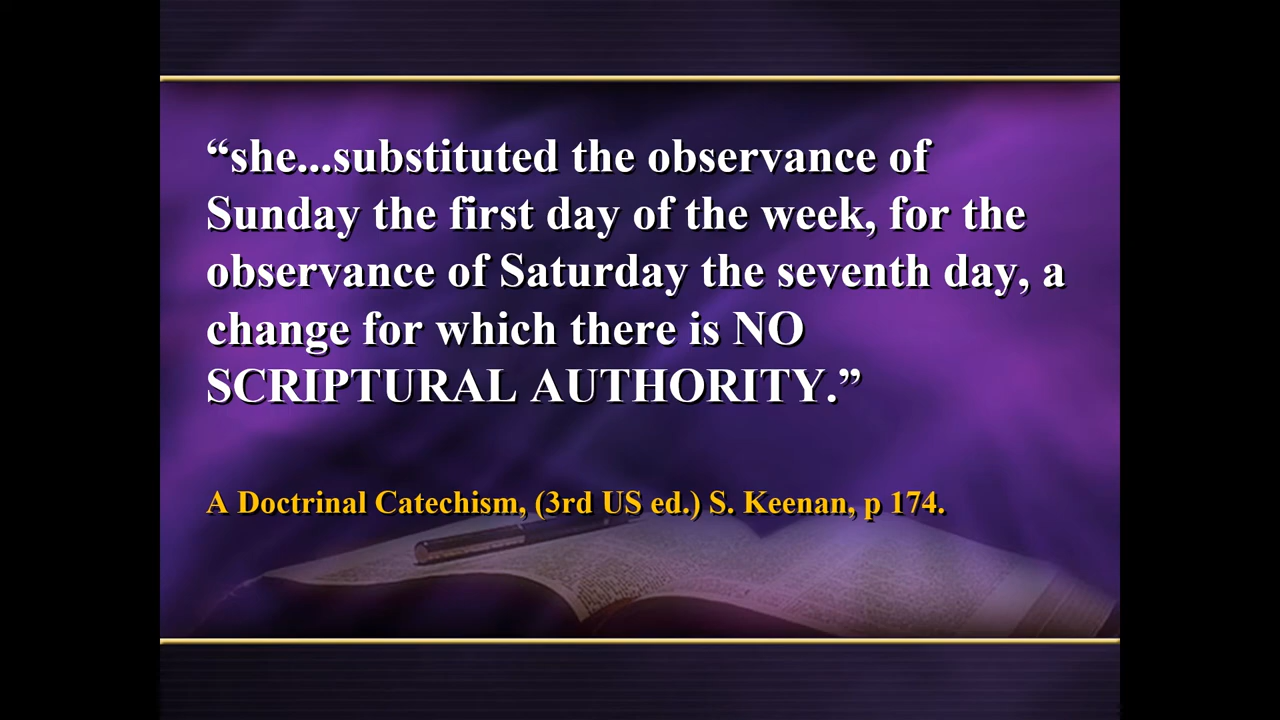 “she...substituted the observance of
Sunday the first day of the week, for the
observance of Saturday the seventh day, a
change for which there is NO
SCRIPTURAL AUTHORITY.”
A Doctrinal Catechism, (3rd US ed.) S. Keenan, p 174.